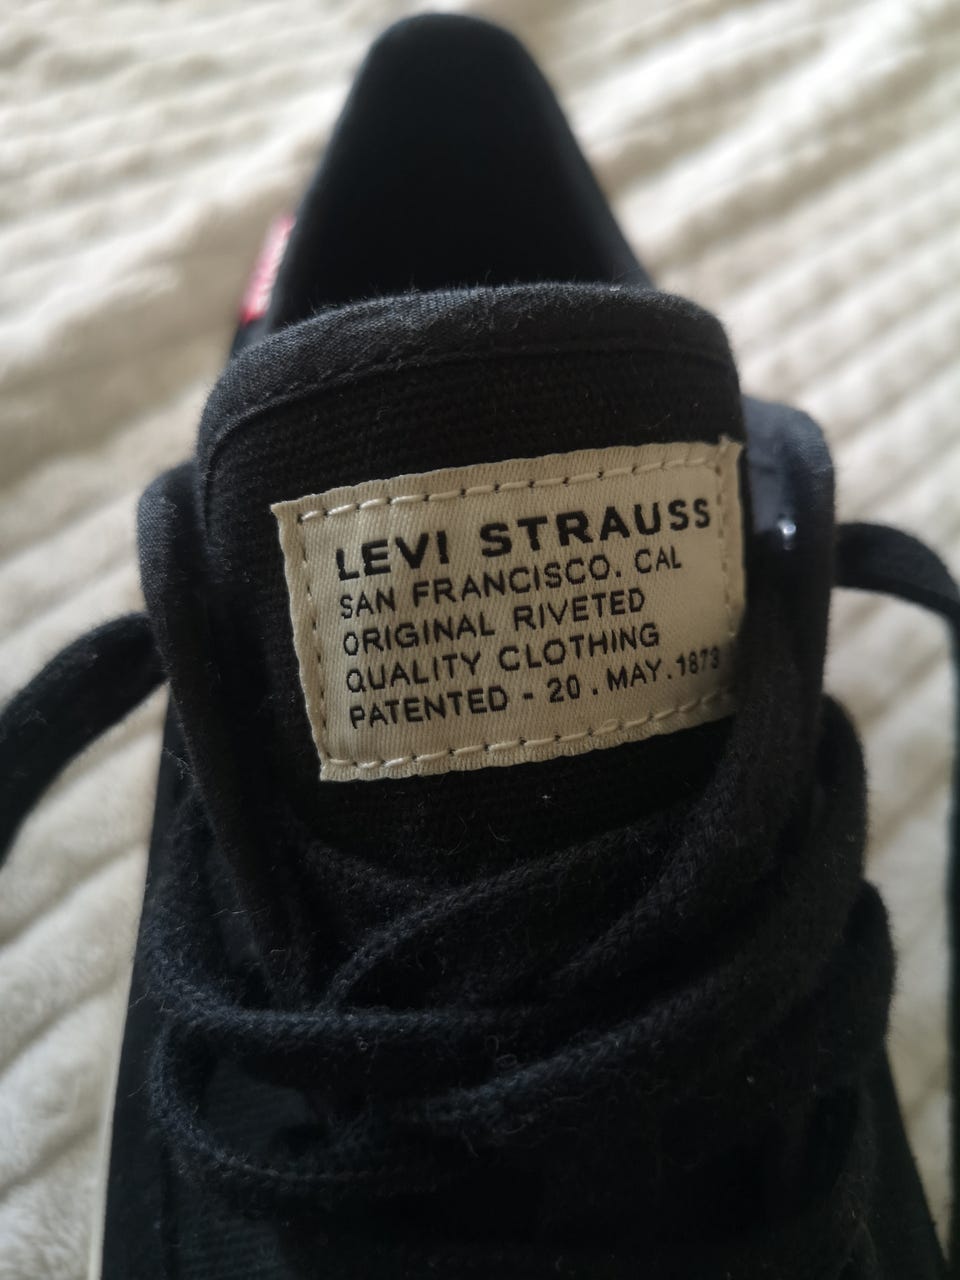 LEVI STRAUSS
SAN FRANCISCO. CAL
ORIGINAL RIVETED
QUALITY CLOTHING
PATENTED - 20 . MAY . 1873